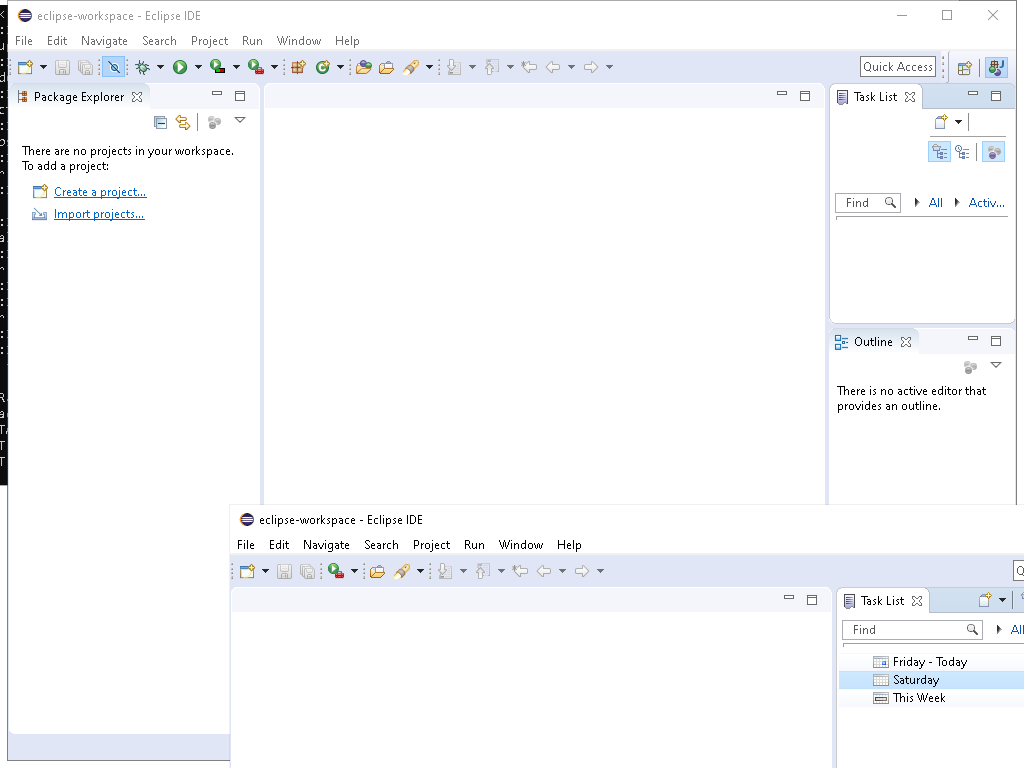 eclipse-workspace - Eclipse IDE
File Edit Navigate Search Project Run Window Help
Quick Access
Package Explorer
There are no projects in your workspace.
To add a project:
Create a project...
Import projects...
Task List
Find All Activ...
Outline
There is no active editor that
provides an outline.
eclipse-workspace - Eclipse IDE
File Edit Navigate Search Project Run Window Help
Q
Task List
Find All
Friday - Today
Saturday
This Week